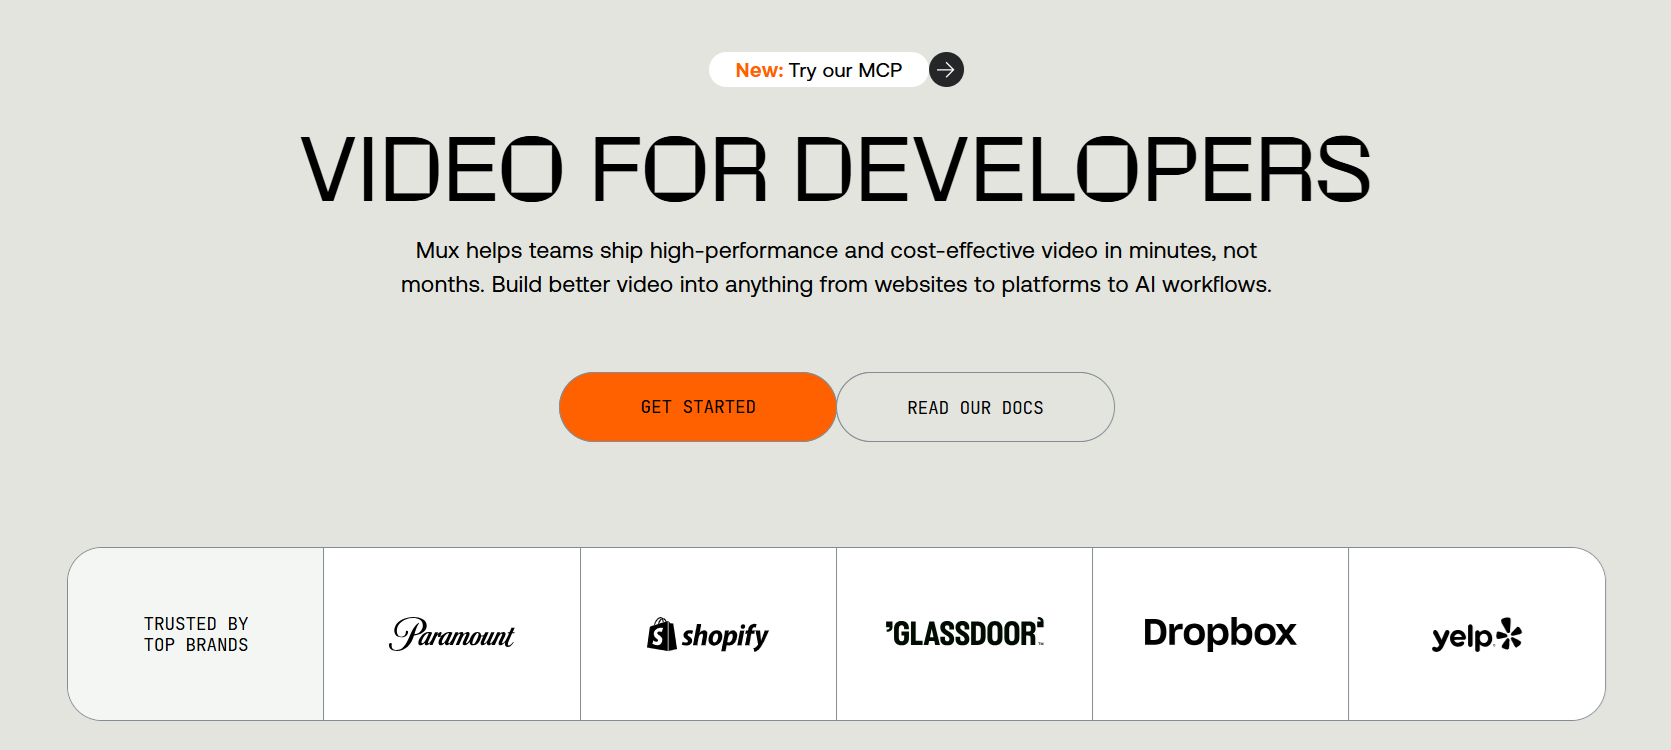 New: Try our MCP
VIDEO FOR DEVELOPERS
Mux helps teams ship high-performance and cost-effective video in minutes, not
months. Build better video into anything from websites to platforms to AI workflows.
GET STARTED
READ OUR DOCS
TRUSTED BY
TOP BRANDS
Paramount
shopify
’GLASSDOOR’™
Dropbox
yelp